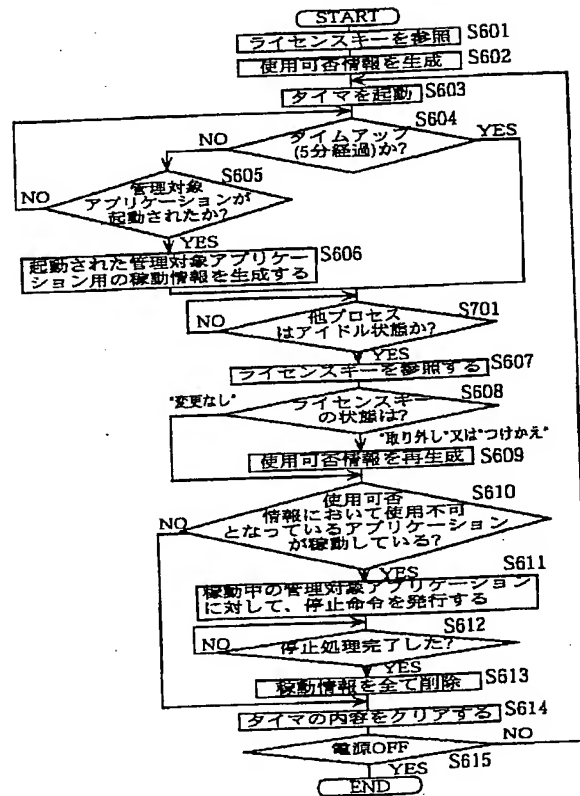 START
ライセンスキーを参照 S601
使用可否情報を生成 S602
タイマを起動 S603
S604
NO タイムアップ YES
(5分経過)か?
S605
管理対象
NO アプリケーションが
起動されたか?
YES
起動された管理対象アプリケー S606
ション用の稼動情報を生成する
S701
他プロセス
NO はアイドル状態か?
YES
ライセンスキーを参照する S607
S608
"変更なし" ライセンスキー
の状態は?
"取り外し"又は"つけかえ"
使用可否情報を再生成 S609
使用可否 S610
情報において使用不可
NO となっているアプリケーション
が稼動している?
S611
YES
稼動中の管理対象アプリケーション
に対して、停止命令を発行する
S612
NO 停止処理完了した?
YES
稼動情報を全て削除 S613
タイマの内容をクリアする S614
電源OFF NO
YES S615
END